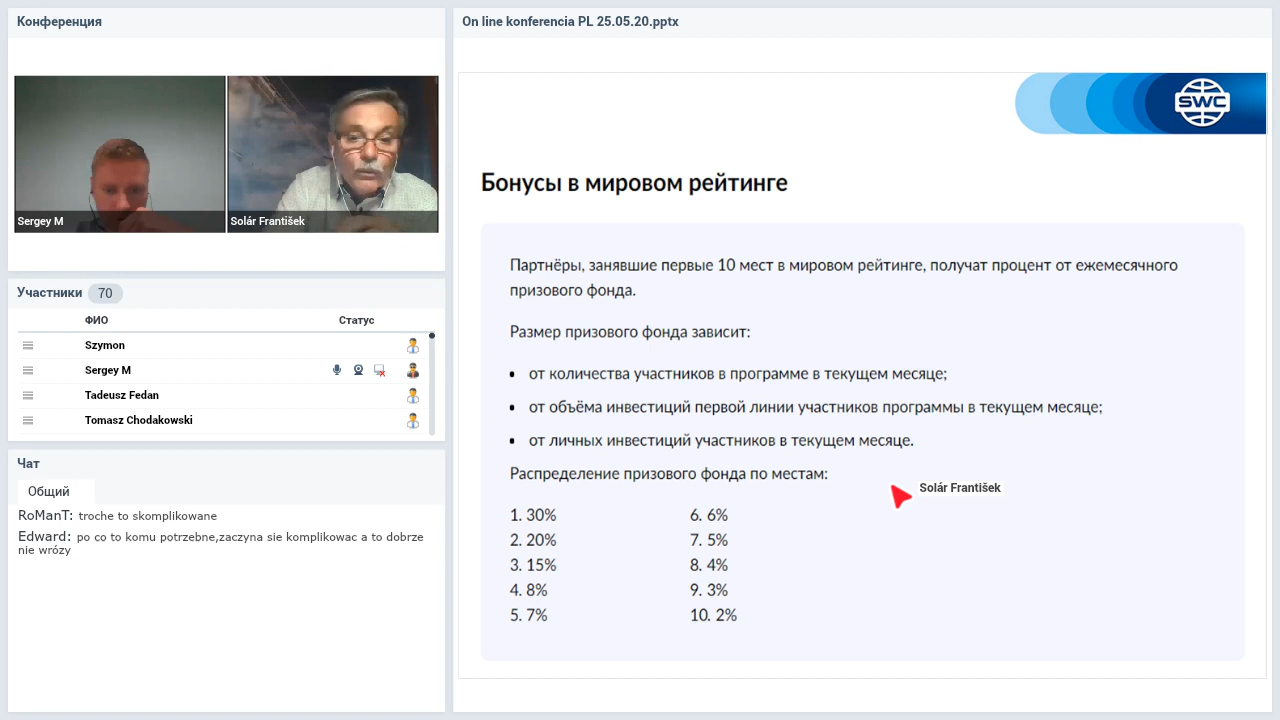 Конференция
Sergey M
Solár František
Участники 70
ФИО Статус
Szymon
Sergey M
Tadeusz Fedan
Tomasz Chodakowski
Чат
Общий
RoManT: troche to skomplikowane
Edward: po co to komu potrzebne,zaczyna sie komplikowac a to dobrze
nie wrózy
On line konferencia PL 25.05.20.pptx
SWC
Бонусы в мировом рейтинге
Партнёры, занявшие первые 10 мест в мировом рейтинге, получат процент от ежемесячного
призового фонда.
Размер призового фонда зависит:
• от количества участников в программе в текущем месяце;
• от объёма инвестиций первой линии участников программы в текущем месяце;
• от личных инвестиций участников в текущем месяце.
Распределение призового фонда по местам:
Solár František
1. 30%
2. 20%
3. 15%
4. 8%
5. 7%
6. 6%
7. 5%
8. 4%
9. 3%
10. 2%